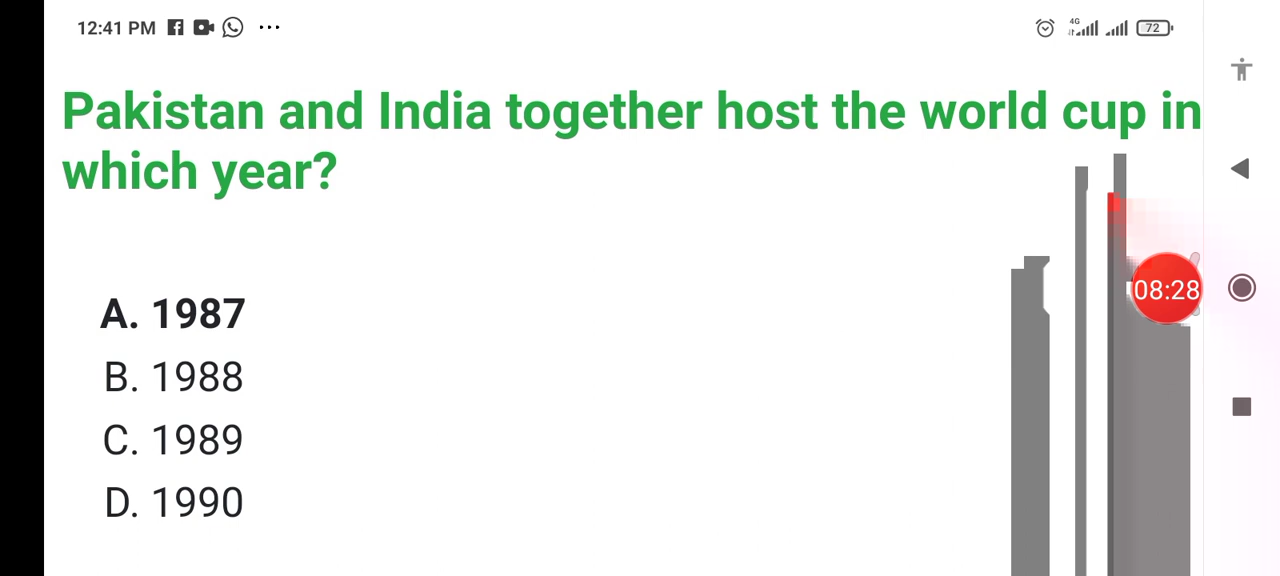 12:41 PM ... 4G 72
Pakistan and India together host the world cup in
which year?
08:28
A. 1987
B. 1988
C. 1989
D. 1990